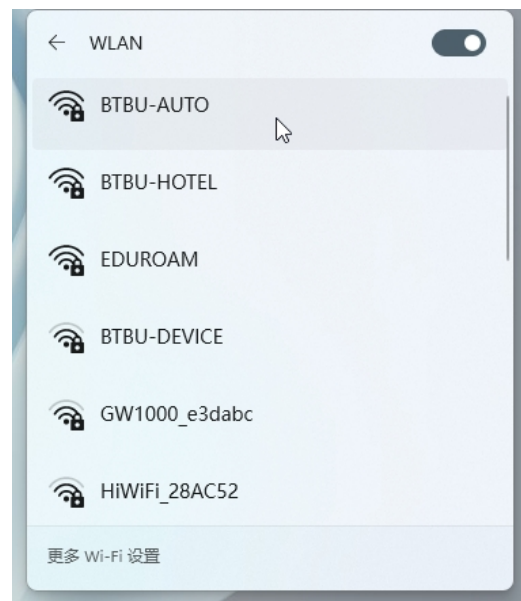 WLAN
BTBU-AUTO
BTBU-HOTEL
EDUROAM
BTBU-DEVICE
GW1000_e3dabc
HiWiFi_28AC52
更多 Wi-Fi 设置